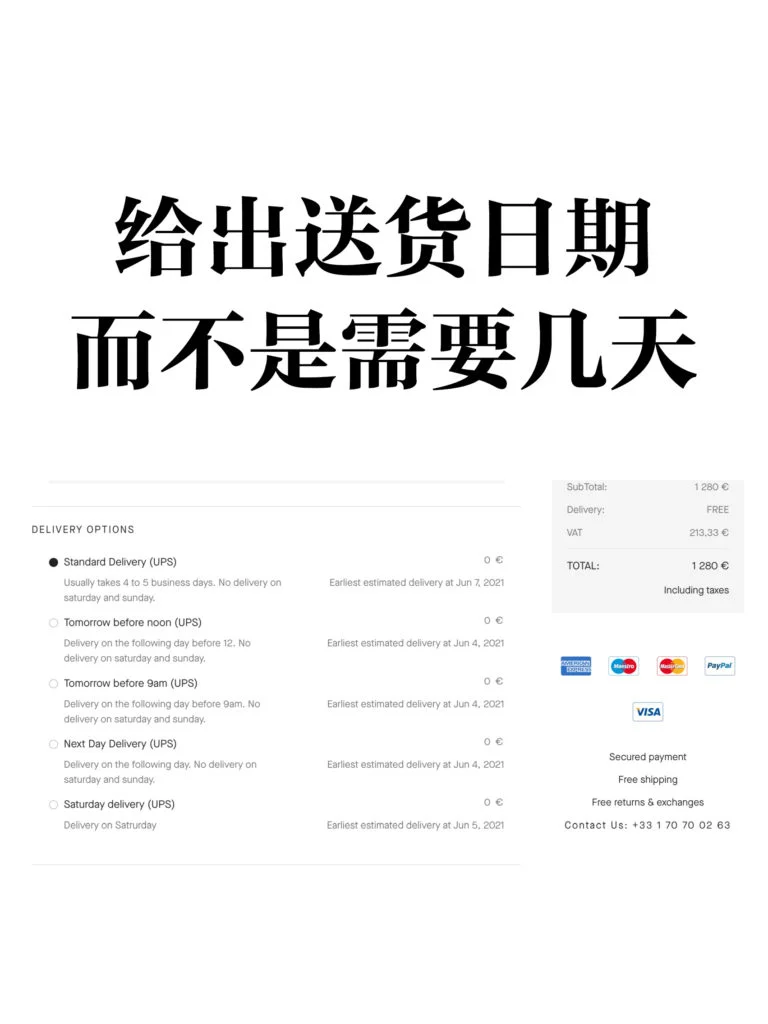 给出送货日期
而不是需要几天
DELIVERY OPTIONS
Standard Delivery (UPS) 0 €
Usually takes 4 to 5 business days. No delivery on saturday and sunday. Earliest estimated delivery at Jun 7, 2021
Tomorrow before noon (UPS) 0 €
Delivery on the following day before 12. No delivery on saturday and sunday. Earliest estimated delivery at Jun 4, 2021
Tomorrow before 9am (UPS) 0 €
Delivery on the following day before 9am. No delivery on saturday and sunday. Earliest estimated delivery at Jun 4, 2021
Next Day Delivery (UPS) 0 €
Delivery on the following day. No delivery on saturday and sunday. Earliest estimated delivery at Jun 4, 2021
Saturday delivery (UPS) 0 €
Delivery on Satrurday Earliest estimated delivery at Jun 5, 2021
SubTotal: 1 280 €
Delivery: FREE
VAT 213,33 €
TOTAL: 1 280 €
Including taxes
AMERICAN EXPRESS
Maestro
MasterCard
PayPal
VISA
Secured payment
Free shipping
Free returns & exchanges
Contact Us: +33 1 70 70 02 63